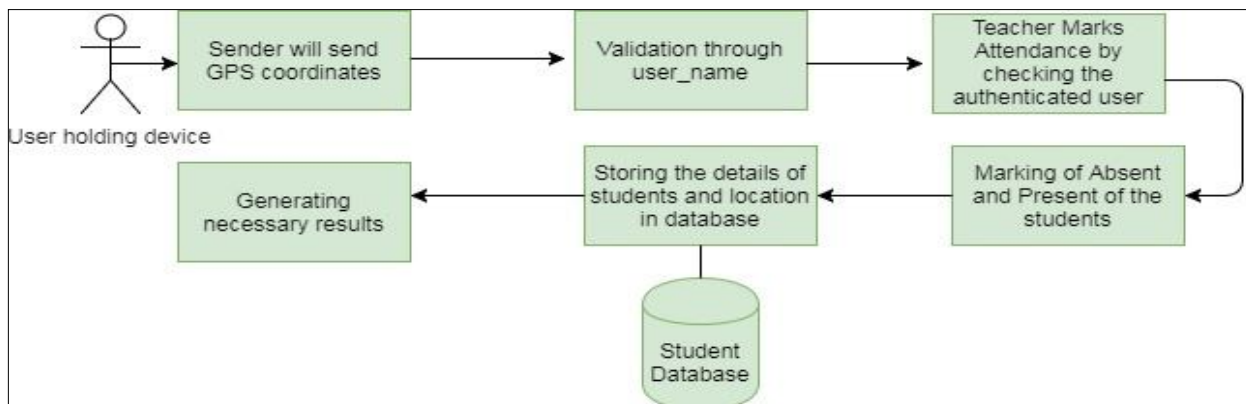 Sender will send
GPS coordinates
Validation through
user_name
Teacher Marks
Attendance by
checking the
authenticated user
User holding device
Marking of Absent
and Present of the
students
Storing the details of
students and location
in database
Generating
necessary results
Student
Database